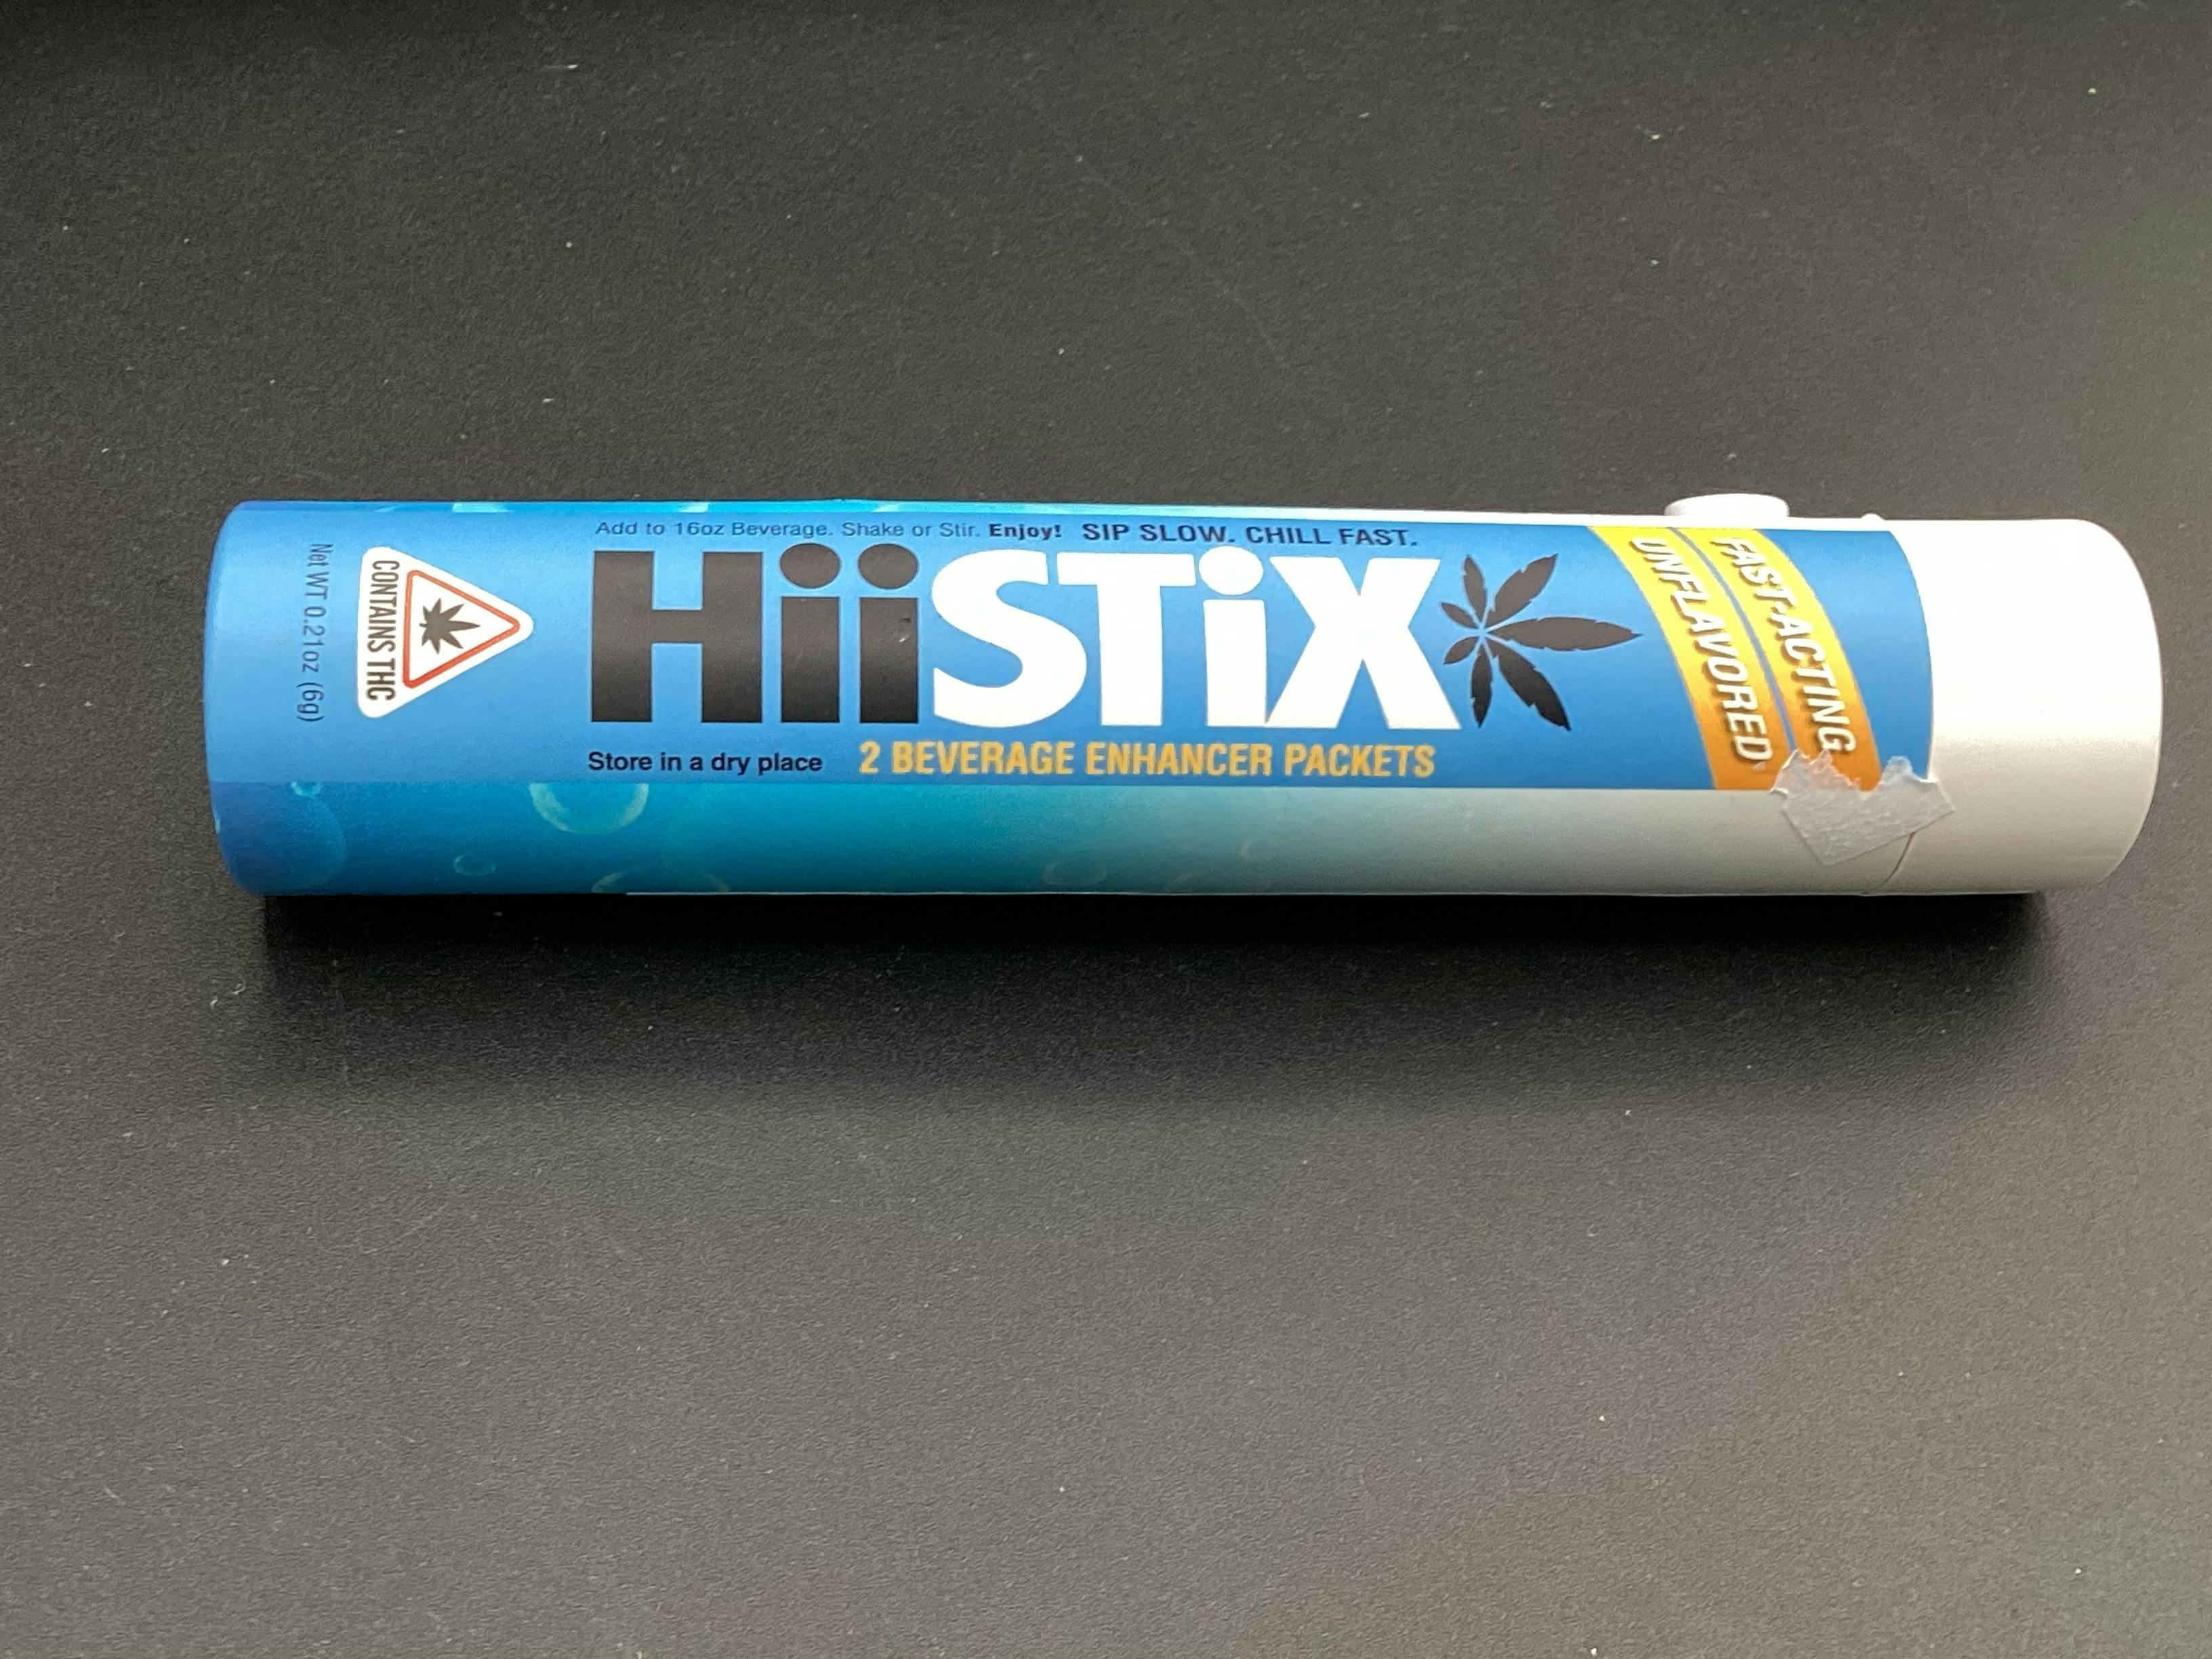 Add to 16oz Beverage. Shake or Stir. Enjoy! SIP SLOW. CHILL FAST.
HiiSTiX
Store in a dry place 2 BEVERAGE ENHANCER PACKETS
Net WT 0.21oz (6g)
CONTAINS THC
FAST-ACTING
UNFLAVORED